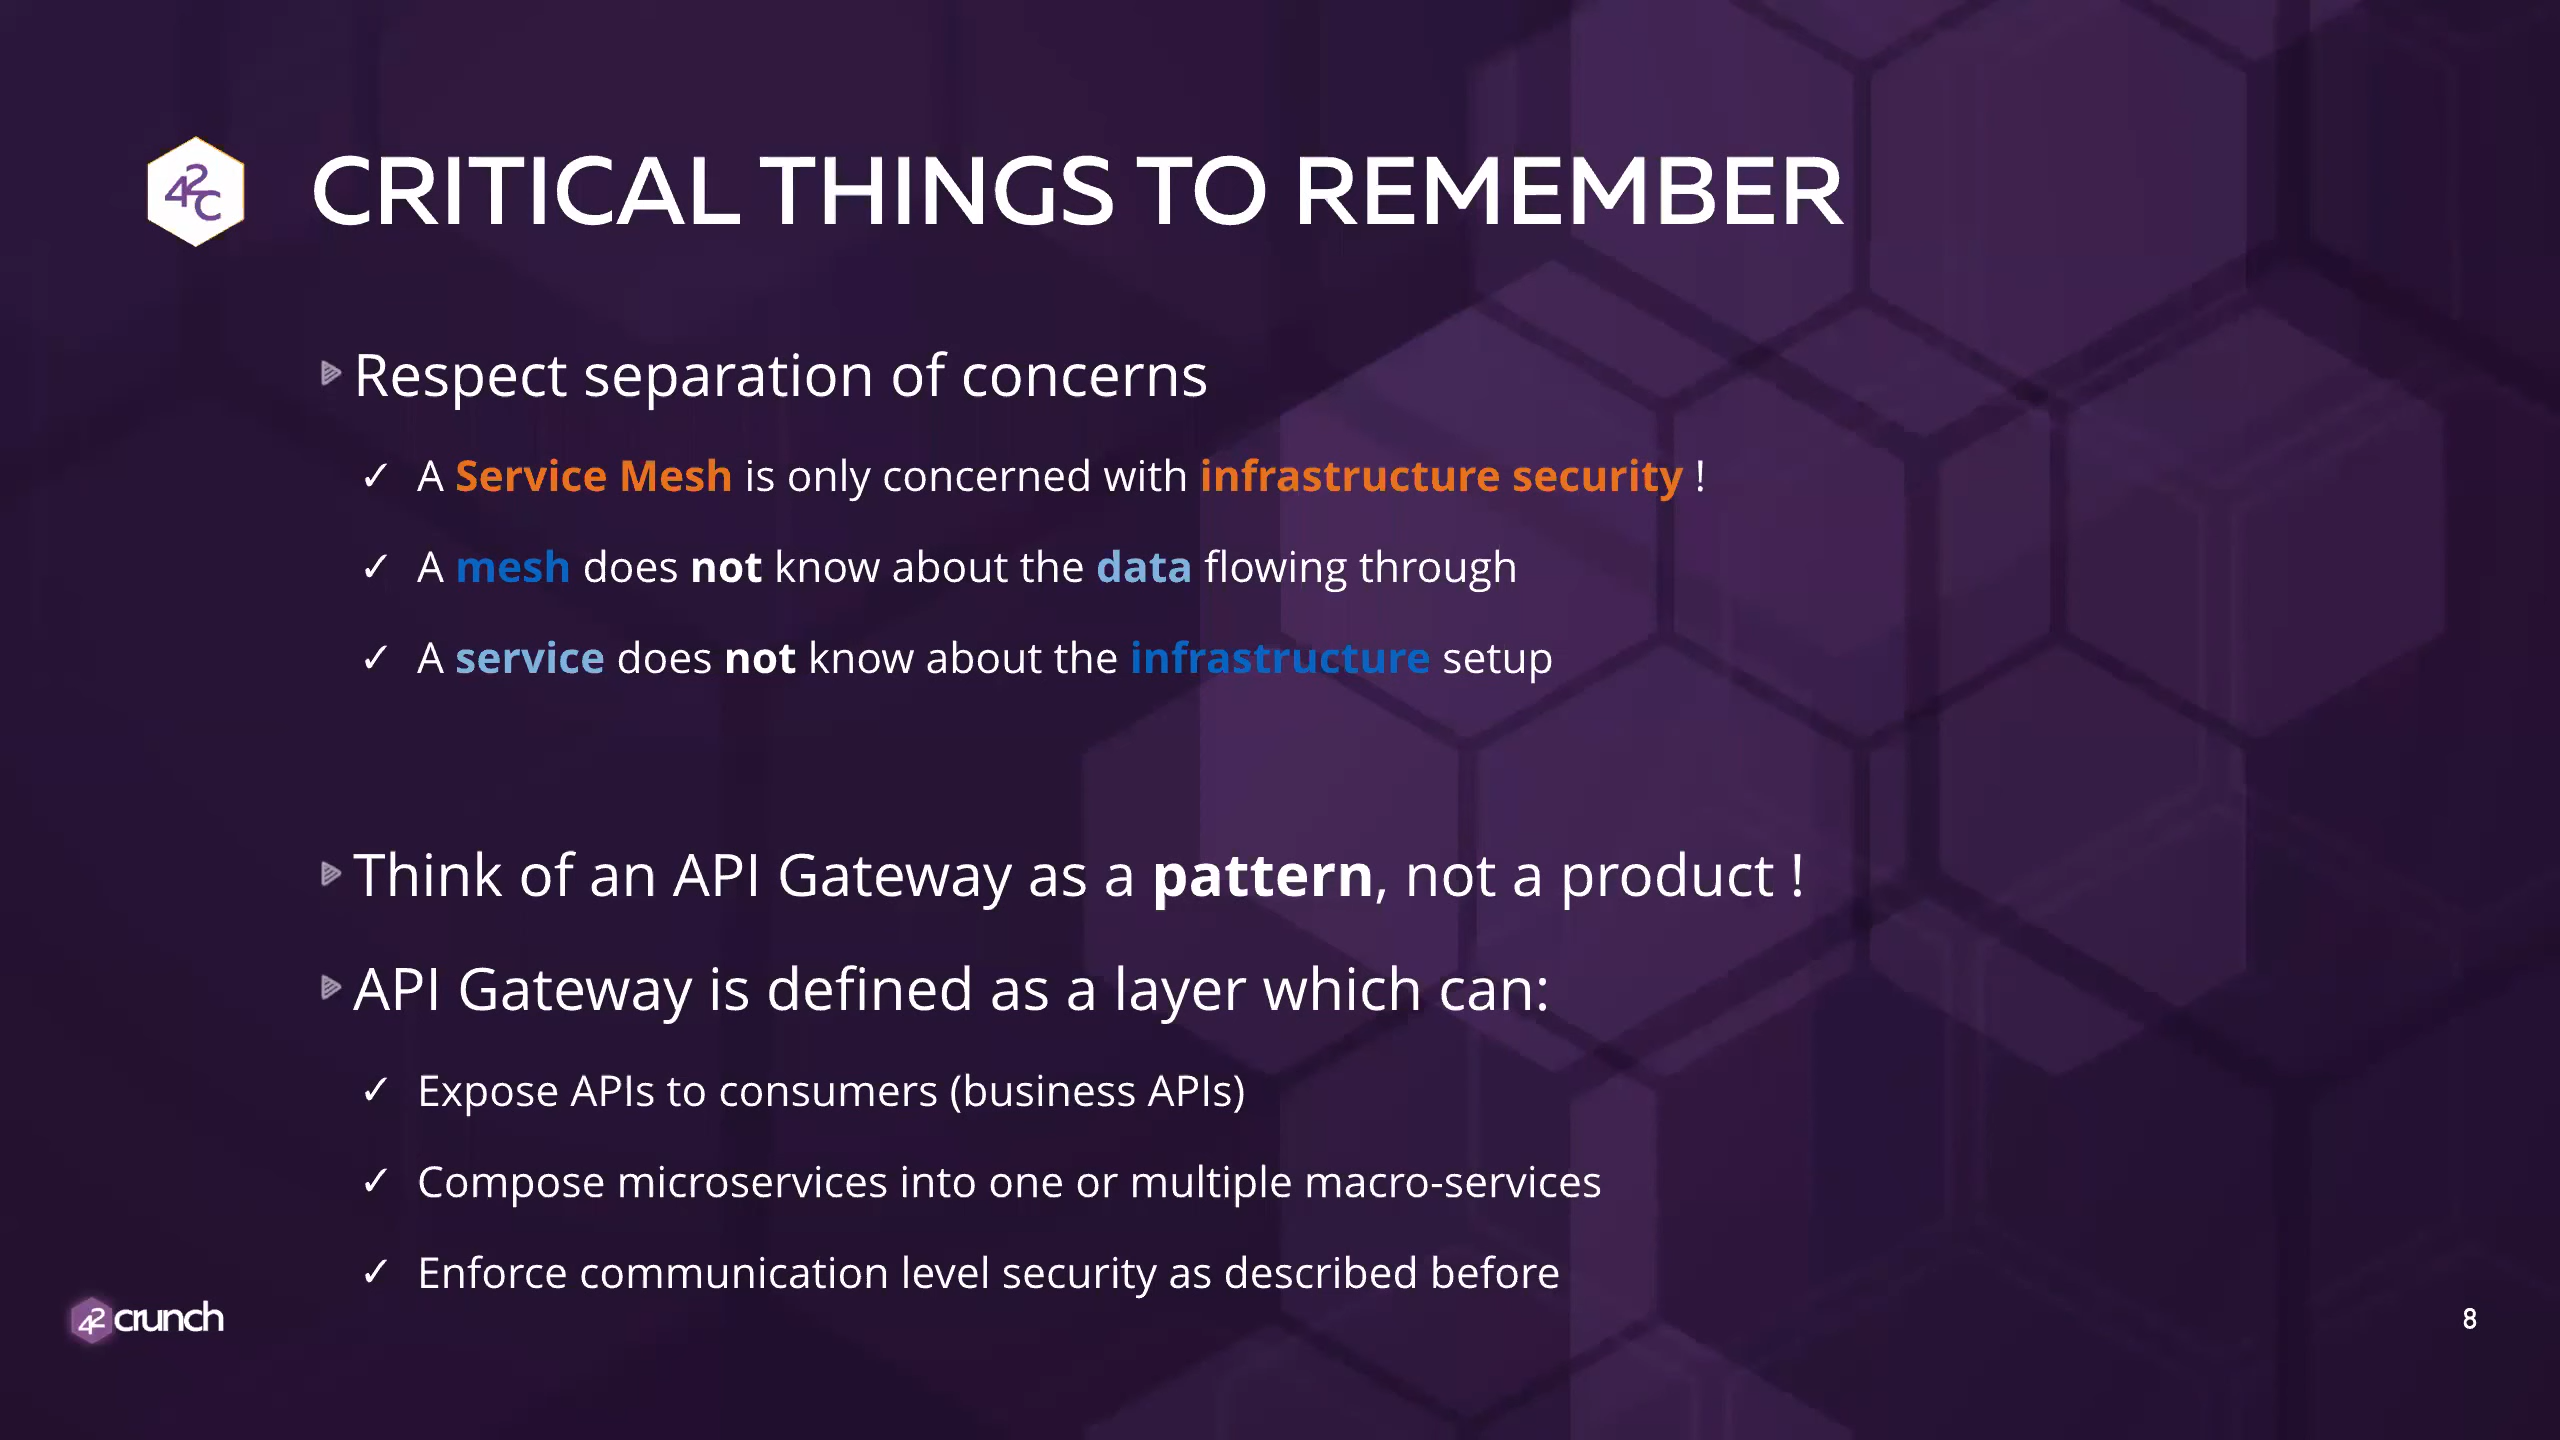 42C
CRITICAL THINGS TO REMEMBER
Respect separation of concerns
✓ A Service Mesh is only concerned with infrastructure security !
✓ A mesh does not know about the data flowing through
✓ A service does not know about the infrastructure setup
Think of an API Gateway as a pattern, not a product !
API Gateway is defined as a layer which can:
✓ Expose APIs to consumers (business APIs)
✓ Compose microservices into one or multiple macro-services
✓ Enforce communication level security as described before
42crunch
8